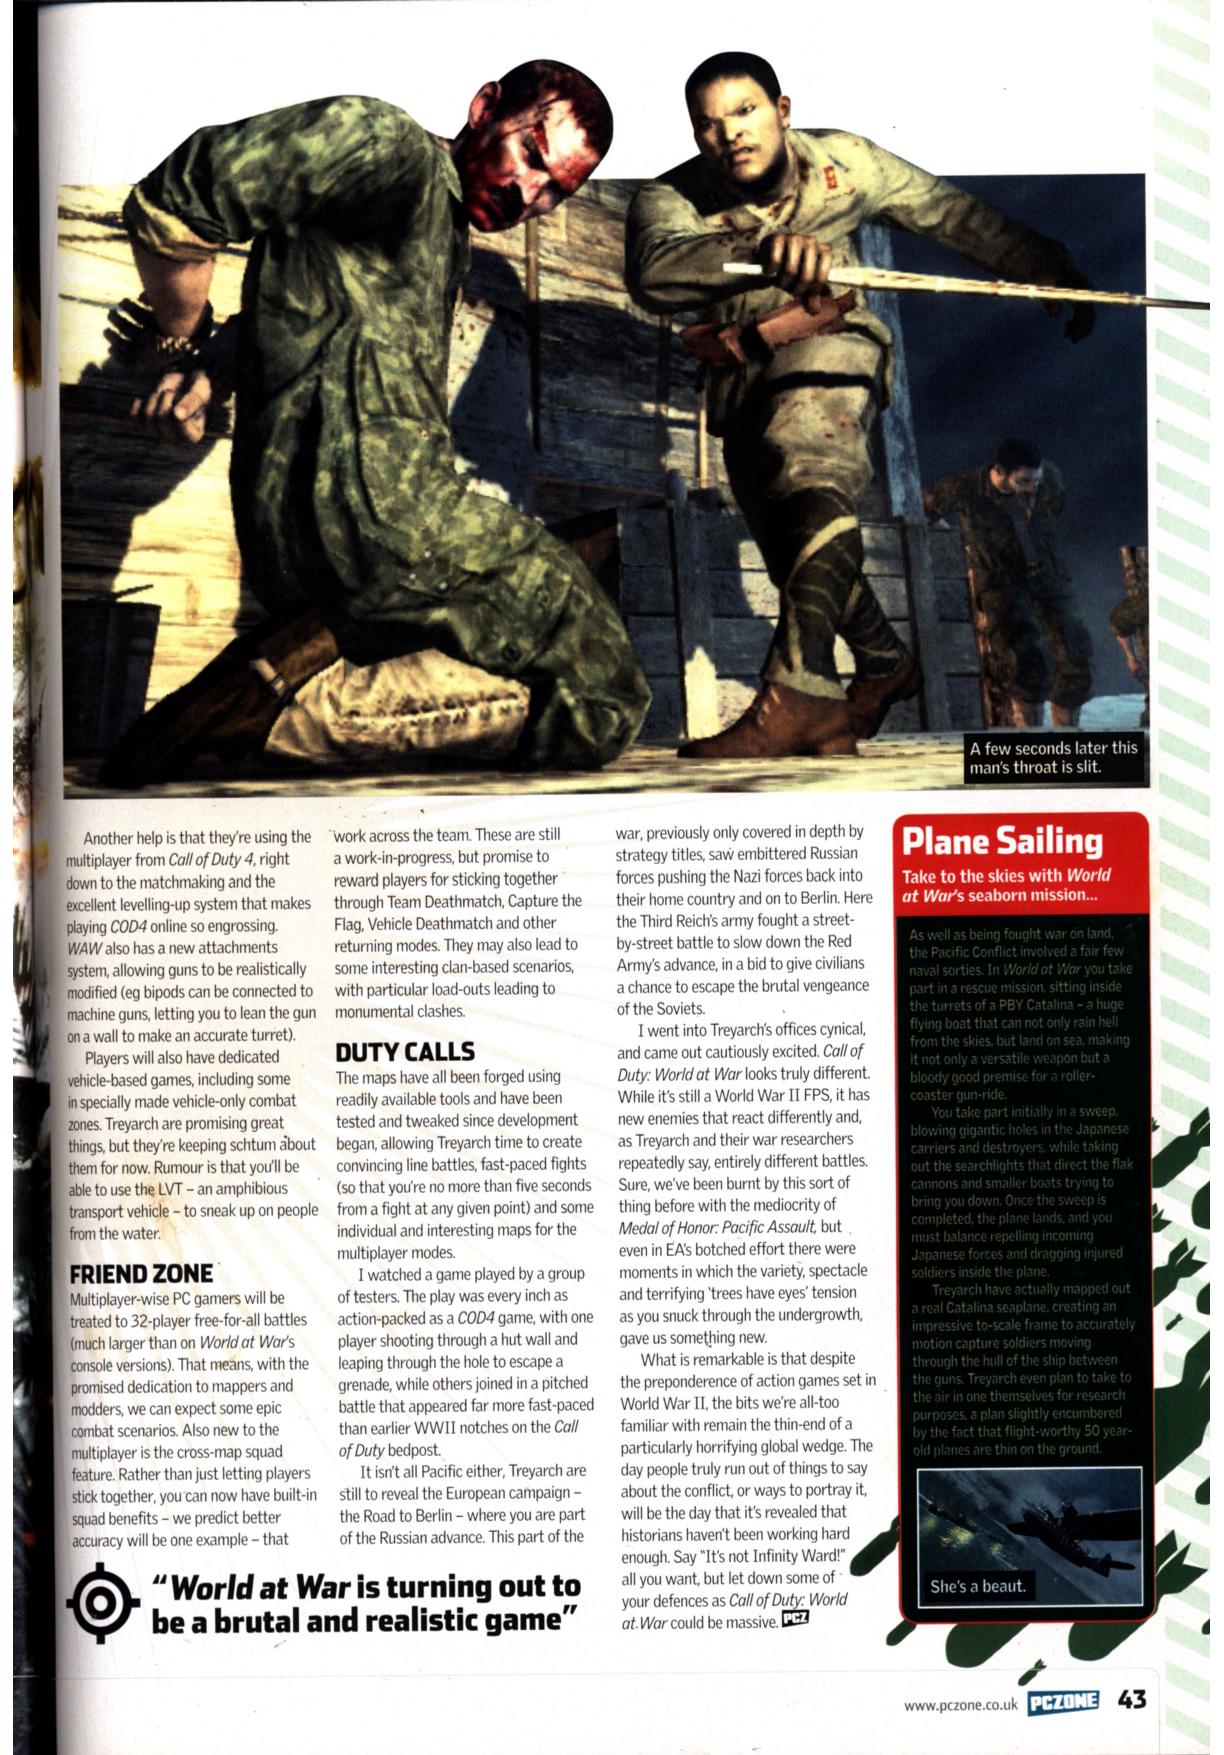 A few seconds later this
man's throat is slit.
Another help is that they're using the
multiplayer from Call of Duty 4, right
down to the matchmaking and the
excellent levelling-up system that makes
playing COD4 online so engrossing.
WAW also has a new attachments
system, allowing guns to be realistically
modified (eg bipods can be connected to
machine guns, letting you to lean the gun
on a wall to make an accurate turret).
Players will also have dedicated
vehicle-based games, including some
in specially made vehicle-only combat
zones. Treyarch are promising great
things, but they're keeping schtum about
them for now. Rumour is that you'll be
able to use the LVT – an amphibious
transport vehicle – to sneak up on people
from the water.
FRIEND ZONE
Multiplayer-wise PC gamers will be
treated to 32-player free-for-all battles
(much larger than on World at War's
console versions). That means, with the
promised dedication to mappers and
modders, we can expect some epic
combat scenarios. Also new to the
multiplayer is the cross-map squad
feature. Rather than just letting players
stick together, you can now have built-in
squad benefits – we predict better
accuracy will be one example – that
work across the team. These are still
a work-in-progress, but promise to
reward players for sticking together
through Team Deathmatch, Capture the
Flag, Vehicle Deathmatch and other
returning modes. They may also lead to
some interesting clan-based scenarios,
with particular load-outs leading to
monumental clashes.
DUTY CALLS
The maps have all been forged using
readily available tools and have been
tested and tweaked since development
began, allowing Treyarch time to create
convincing line battles, fast-paced fights
(so that you're no more than five seconds
from a fight at any given point) and some
individual and interesting maps for the
multiplayer modes.
I watched a game played by a group
of testers. The play was every inch as
action-packed as a COD4 game, with one
player shooting through a hut wall and
leaping through the hole to escape a
grenade, while others joined in a pitched
battle that appeared far more fast-paced
than earlier WWII notches on the Call
of Duty bedpost.
It isn't all Pacific either, Treyarch are
still to reveal the European campaign –
the Road to Berlin – where you are part
of the Russian advance. This part of the
war, previously only covered in depth by
strategy titles, saw embittered Russian
forces pushing the Nazi forces back into
their home country and on to Berlin. Here
the Third Reich's army fought a street-
by-street battle to slow down the Red
Army's advance, in a bid to give civilians
a chance to escape the brutal vengeance
of the Soviets.
I went into Treyarch's offices cynical,
and came out cautiously excited. Call of
Duty: World at War looks truly different.
While it's still a World War II FPS, it has
new enemies that react differently and,
as Treyarch and their war researchers
repeatedly say, entirely different battles.
Sure, we've been burnt by this sort of
thing before with the mediocrity of
Medal of Honor: Pacific Assault, but
even in EA's botched effort there were
moments in which the variety, spectacle
and terrifying 'trees have eyes' tension
as you snuck through the undergrowth,
gave us something new.
What is remarkable is that despite
the preponderence of action games set in
World War II, the bits we're all-too
familiar with remain the thin-end of a
particularly horrifying global wedge. The
day people truly run out of things to say
about the conflict, or ways to portray it,
will be the day that it's revealed that
historians haven't been working hard
enough. Say "It's not Infinity Ward!"
all you want, but let down some of
your defences as Call of Duty: World
at War could be massive. PCZ
"World at War is turning out to
be a brutal and realistic game"
Plane Sailing
Take to the skies with World
at War's seaborn mission...
As well as being fought war on land,
the Pacific Conflict involved a fair few
naval sorties. In World at War you take
part in a rescue mission, sitting inside
the turrets of a PBY Catalina – a huge
flying boat that can not only rain hell
from the skies, but land on sea, making
it not only a versatile weapon but a
bloody good premise for a roller-
coaster gun-ride.
You take part initially in a sweep,
blowing gigantic holes in the Japanese
carriers and destroyers, while taking
out the searchlights that direct the flak
cannons and smaller boats trying to
bring you down. Once the sweep is
completed, the plane lands, and you
must balance repelling incoming
Japanese forces and dragging injured
soldiers inside the plane.
Treyarch have actually mapped out
a real Catalina seaplane, creating an
impressive to-scale frame to accurately
motion capture soldiers moving
through the hull of the ship between
the guns. Treyarch even plan to take to
the air in one themselves for research
purposes, a plan slightly encumbered
by the fact that flight-worthy 50 year-
old planes are thin on the ground.
She's a beaut.
www.pczone.co.uk PCZONE 43